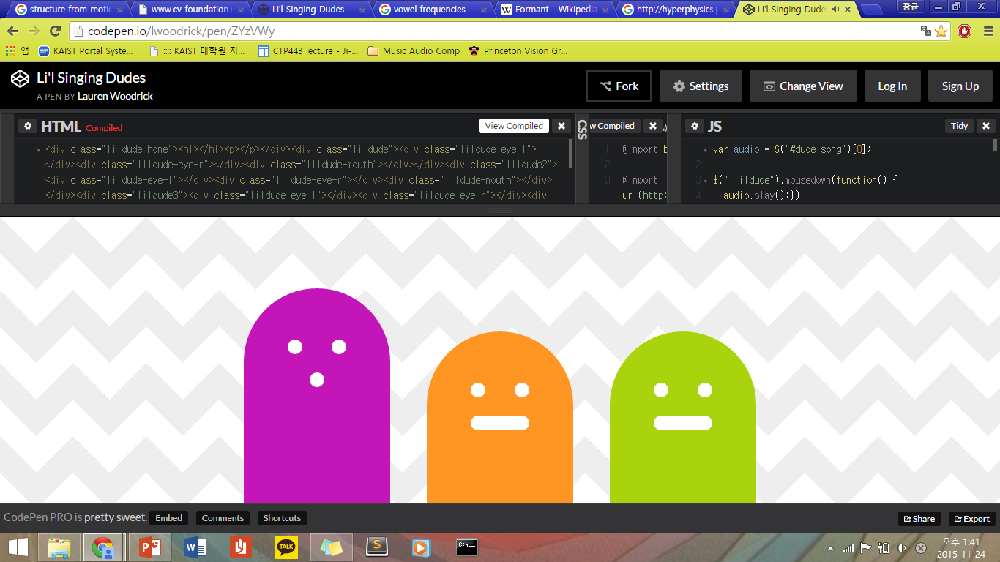 structure from motic
www.cv-foundation.o
Li'l Singing Dudes
vowel frequencies -
Formant - Wikipedia
http://hyperphysics.p
Li'l Singing Dudes
광균
codepen.io/lwoodrick/pen/ZYzVWy
앱
KAIST Portal Syste...
:::: KAIST 대학원 지...
CTP443 lecture - Ji-...
Music Audio Comp
Princeton Vision Gr...
Li'l Singing Dudes
A PEN BY Lauren Woodrick
Fork
Settings
Change View
Log In
Sign Up
HTML Compiled
View Compiled
1 <div class="lildude-home"><h1></h1><p></p></div><div class="lildude"><div class="lildude-eye-l">
</div><div class="lildude-eye-r"></div><div class="lildude-mouth"></div></div><div class="lildude2">
<div class="lildude-eye-l"></div><div class="lildude-eye-r"></div><div class="lildude-mouth"></div>
</div><div class="lildude3"><div class="lildude-eye-l"></div><div class="lildude-eye-r"></div><div
CSS
w Compiled
s)
1 @import b
2
3 @import
url(http:
JS
Tidy
1 var audio = $("#dude1song")[0];
2
3 $(".lildude").mousedown(function() {
4 audio.play();})
CodePen PRO is pretty sweet.
Embed
Comments
Shortcuts
Share
Export
TALK
오후 1:41
2015-11-24